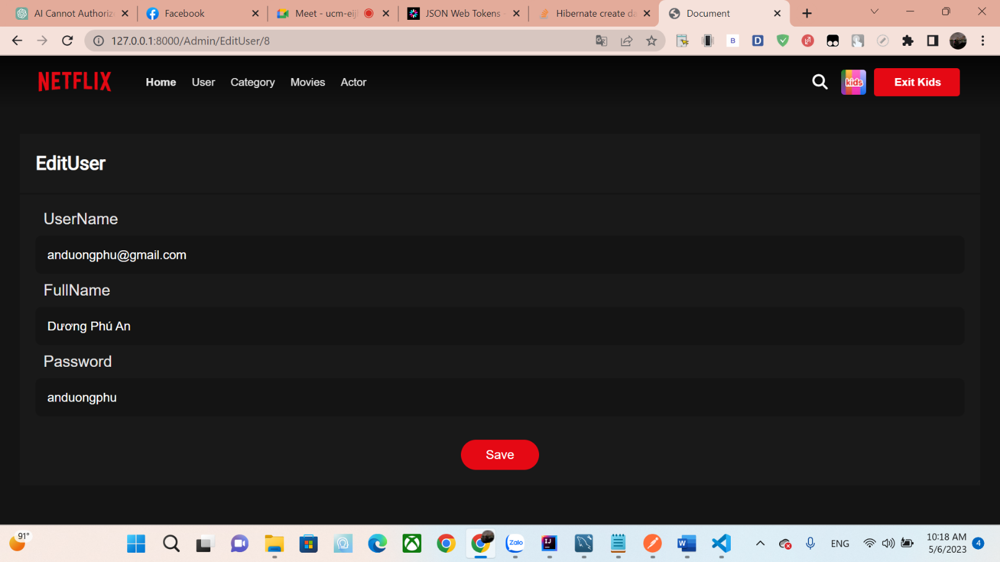 AI Cannot Authoriz
Facebook
Meet - ucm-eij
JSON Web Tokens -
Hibernate create da
Document
127.0.0.1:8000/Admin/EditUser/8
NETFLIX
Home
User
Category
Movies
Actor
kids
Exit Kids
EditUser
UserName
anduongphu@gmail.com
FullName
Dương Phú An
Password
anduongphu
Save
91°
Zalo
IJ
W
ENG
10:18 AM
5/6/2023
4